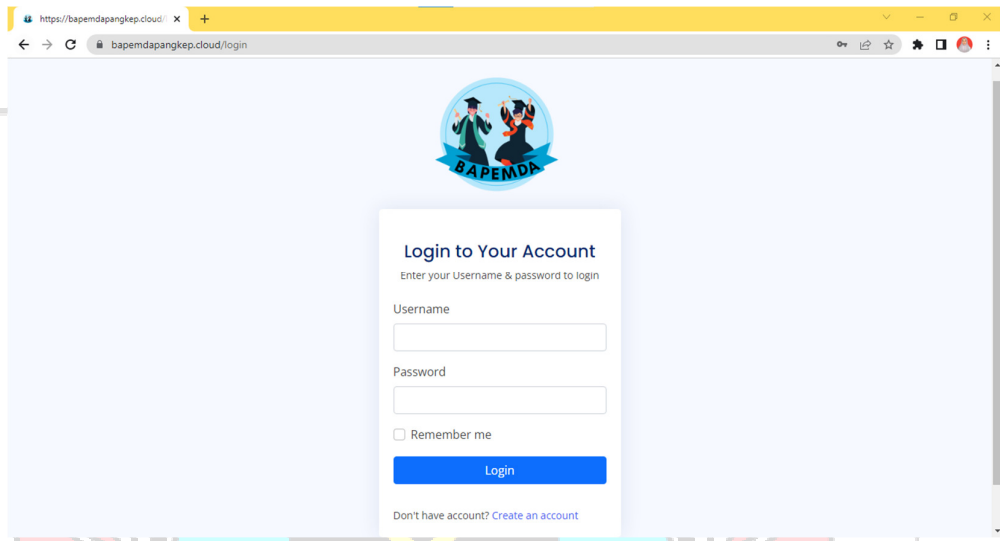 https://bapemdapangkep.cloud/
bapemdapangkep.cloud/login
BAPEMDA
Login to Your Account
Enter your Username & password to login
Username
Password
Remember me
Login
Don't have account? Create an account